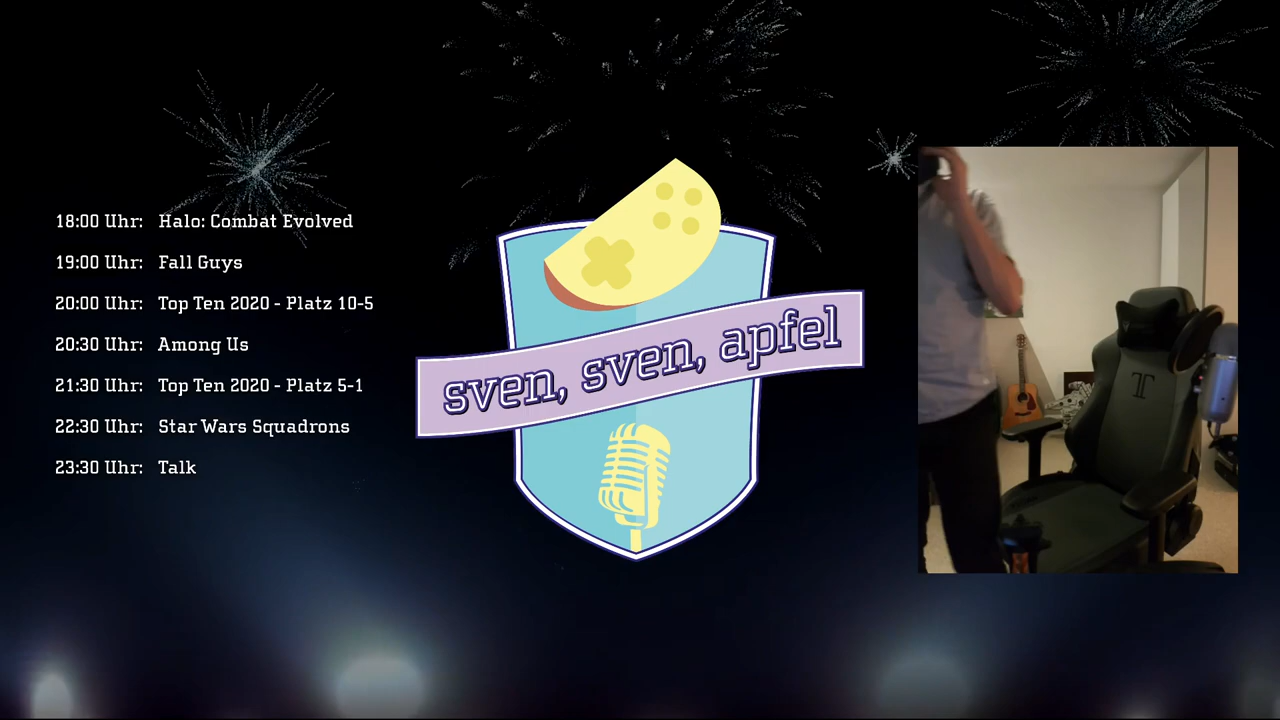 18:00 Uhr: Halo: Combat Evolved
19:00 Uhr: Fall Guys
20:00 Uhr: Top Ten 2020 - Platz 10-5
20:30 Uhr: Among Us
21:30 Uhr: Top Ten 2020 - Platz 5-1
22:30 Uhr: Star Wars Squadrons
23:30 Uhr: Talk
sven, sven, apfel
T